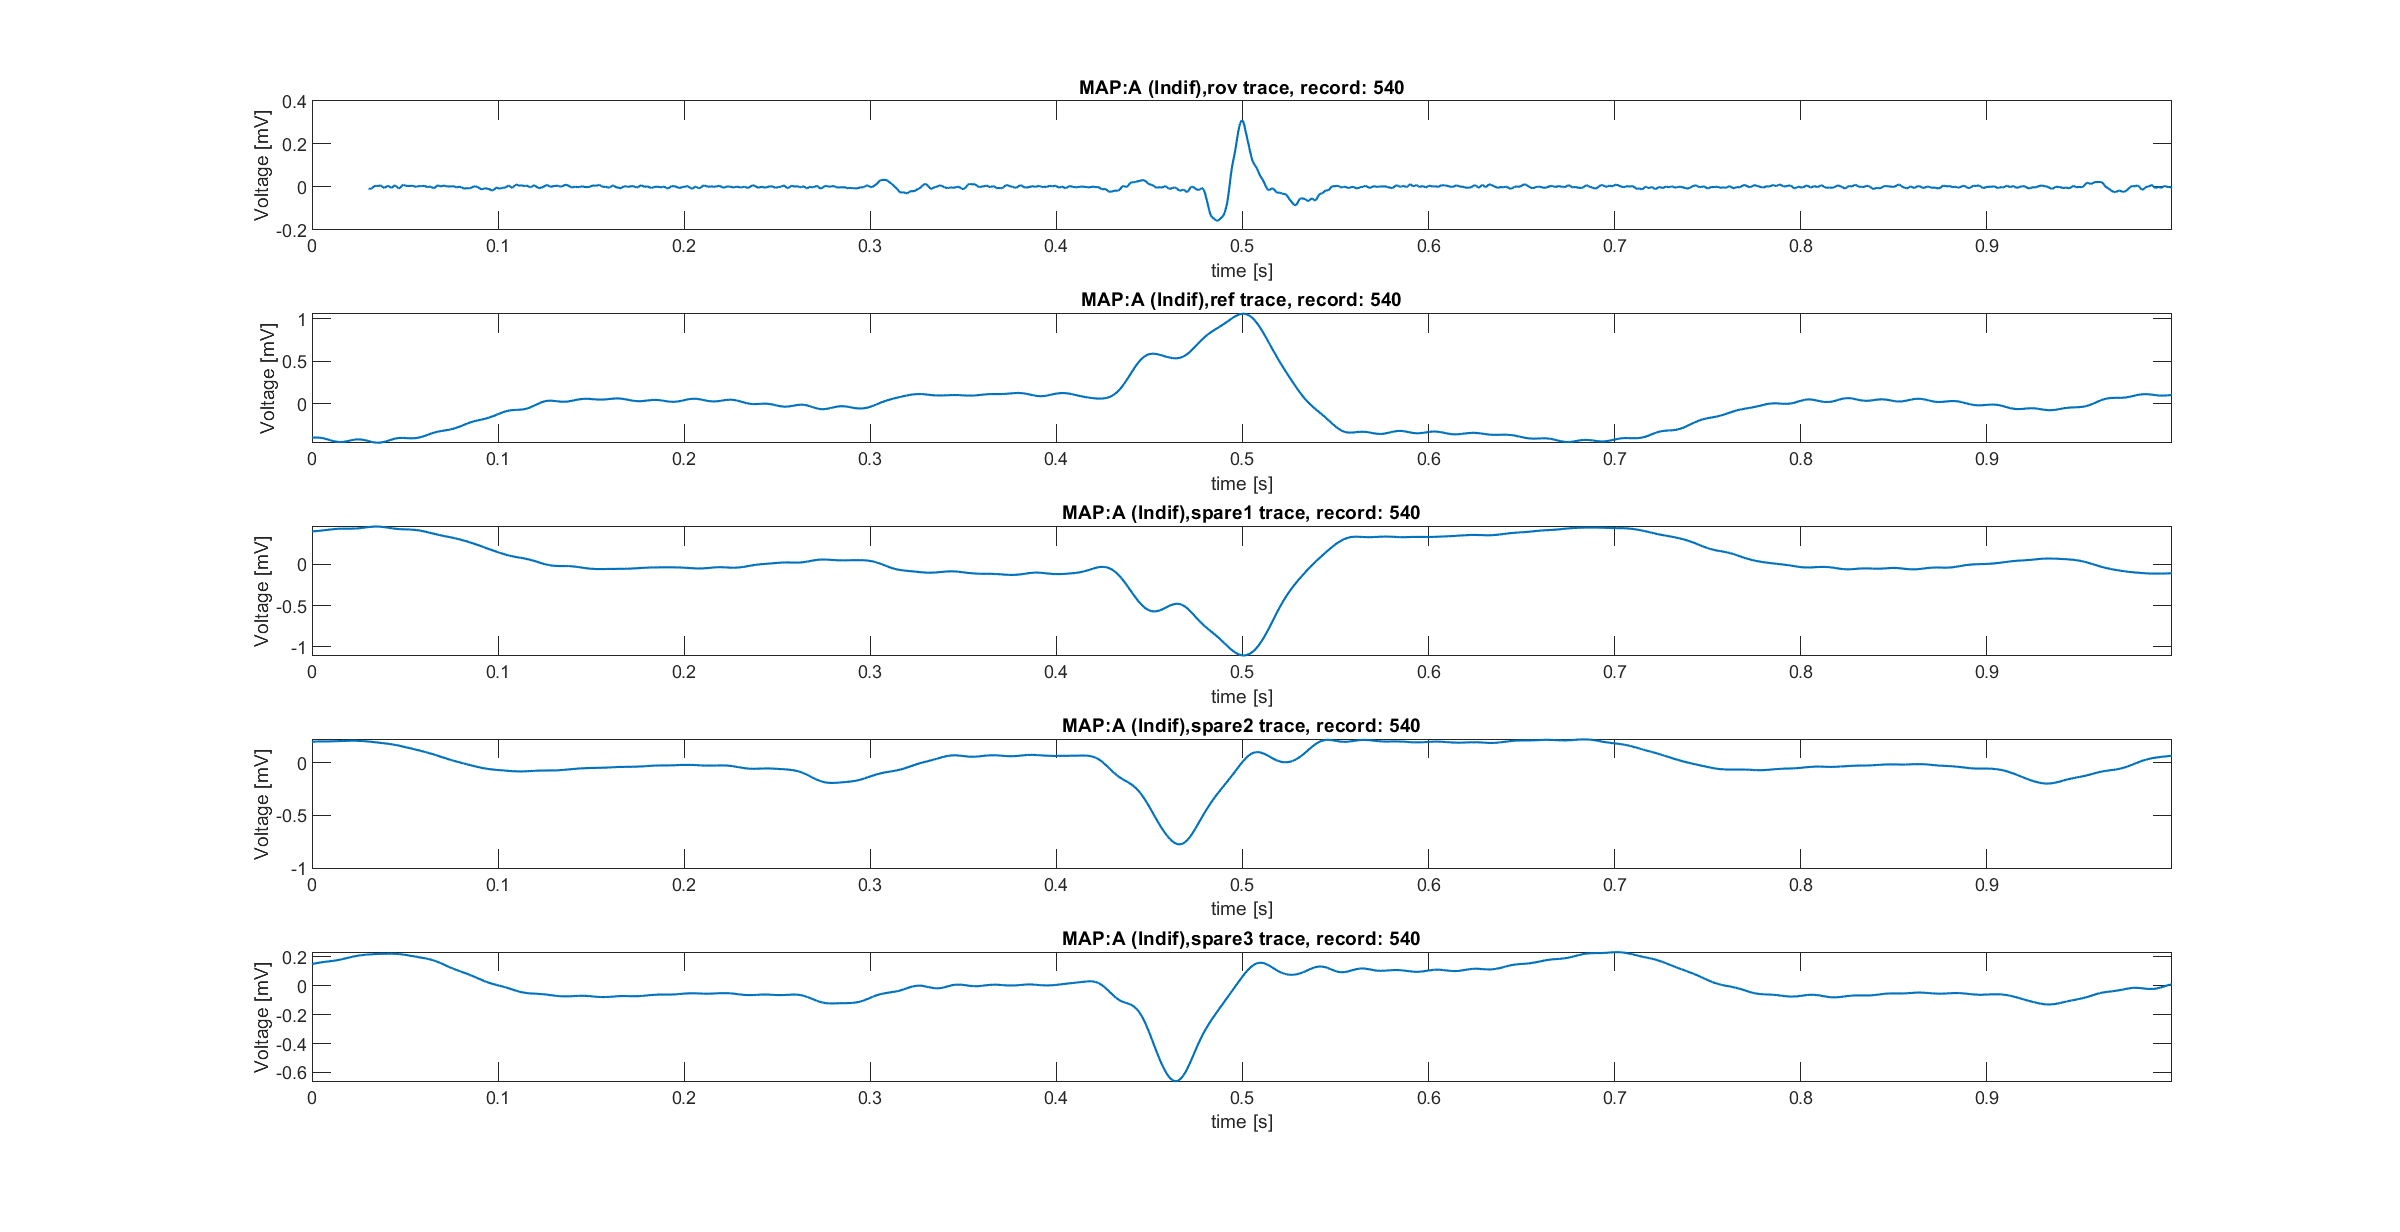 MAP:A (Indif),rov trace, record: 540
Voltage [mV]
0.4
0.2
0
-0.2
0 0.1 0.2 0.3 0.4 0.5 0.6 0.7 0.8 0.9
time [s]
MAP:A (Indif),ref trace, record: 540
Voltage [mV]
1
0.5
0
0 0.1 0.2 0.3 0.4 0.5 0.6 0.7 0.8 0.9
time [s]
MAP:A (Indif),spare1 trace, record: 540
Voltage [mV]
0
-0.5
-1
0 0.1 0.2 0.3 0.4 0.5 0.6 0.7 0.8 0.9
time [s]
MAP:A (Indif),spare2 trace, record: 540
Voltage [mV]
0
-0.5
-1
0 0.1 0.2 0.3 0.4 0.5 0.6 0.7 0.8 0.9
time [s]
MAP:A (Indif),spare3 trace, record: 540
Voltage [mV]
0.2
0
-0.2
-0.4
-0.6
0 0.1 0.2 0.3 0.4 0.5 0.6 0.7 0.8 0.9
time [s]